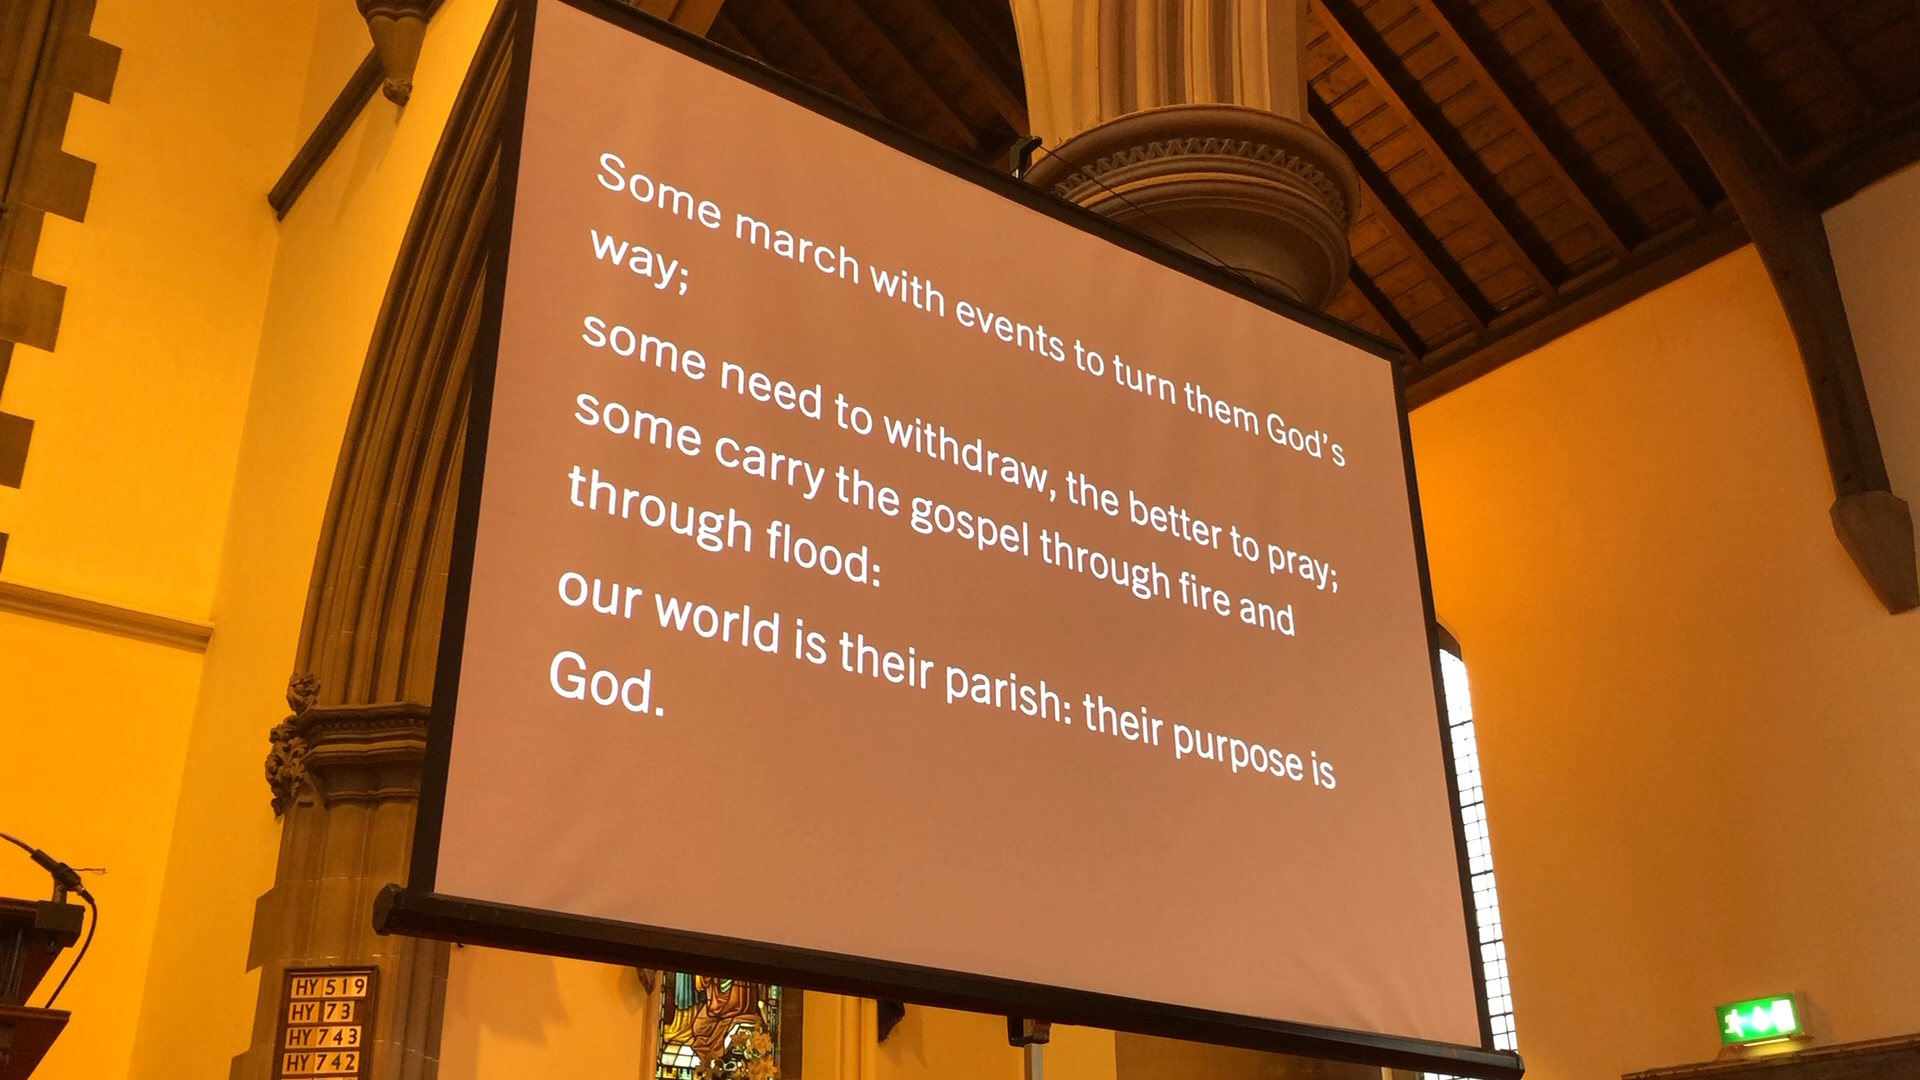 Some march with events to turn them God's
way;
some need to withdraw, the better to pray;
some carry the gospel through fire and
through flood:
our world is their parish: their purpose is
God.
HY 519
HY 73
HY 743
HY 742